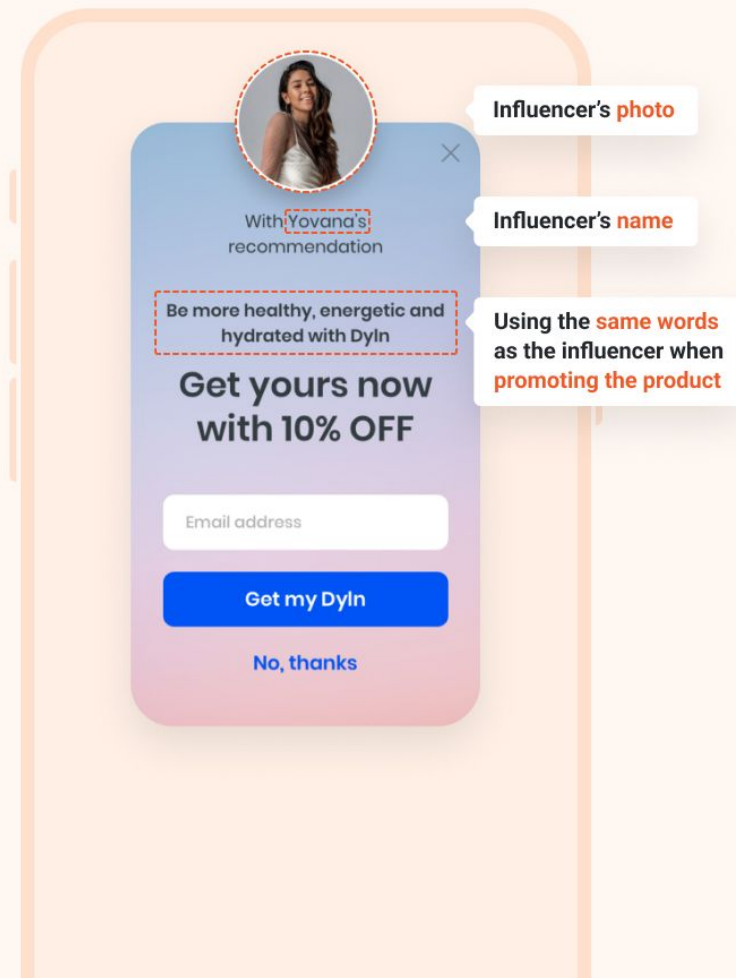 Influencer's photo
With Yovana's
recommendation
Influencer's name
Be more healthy, energetic and
hydrated with Dyln
Using the same words
as the influencer when
promoting the product
Get yours now
with 10% OFF
Email address
Get my Dyln
No, thanks